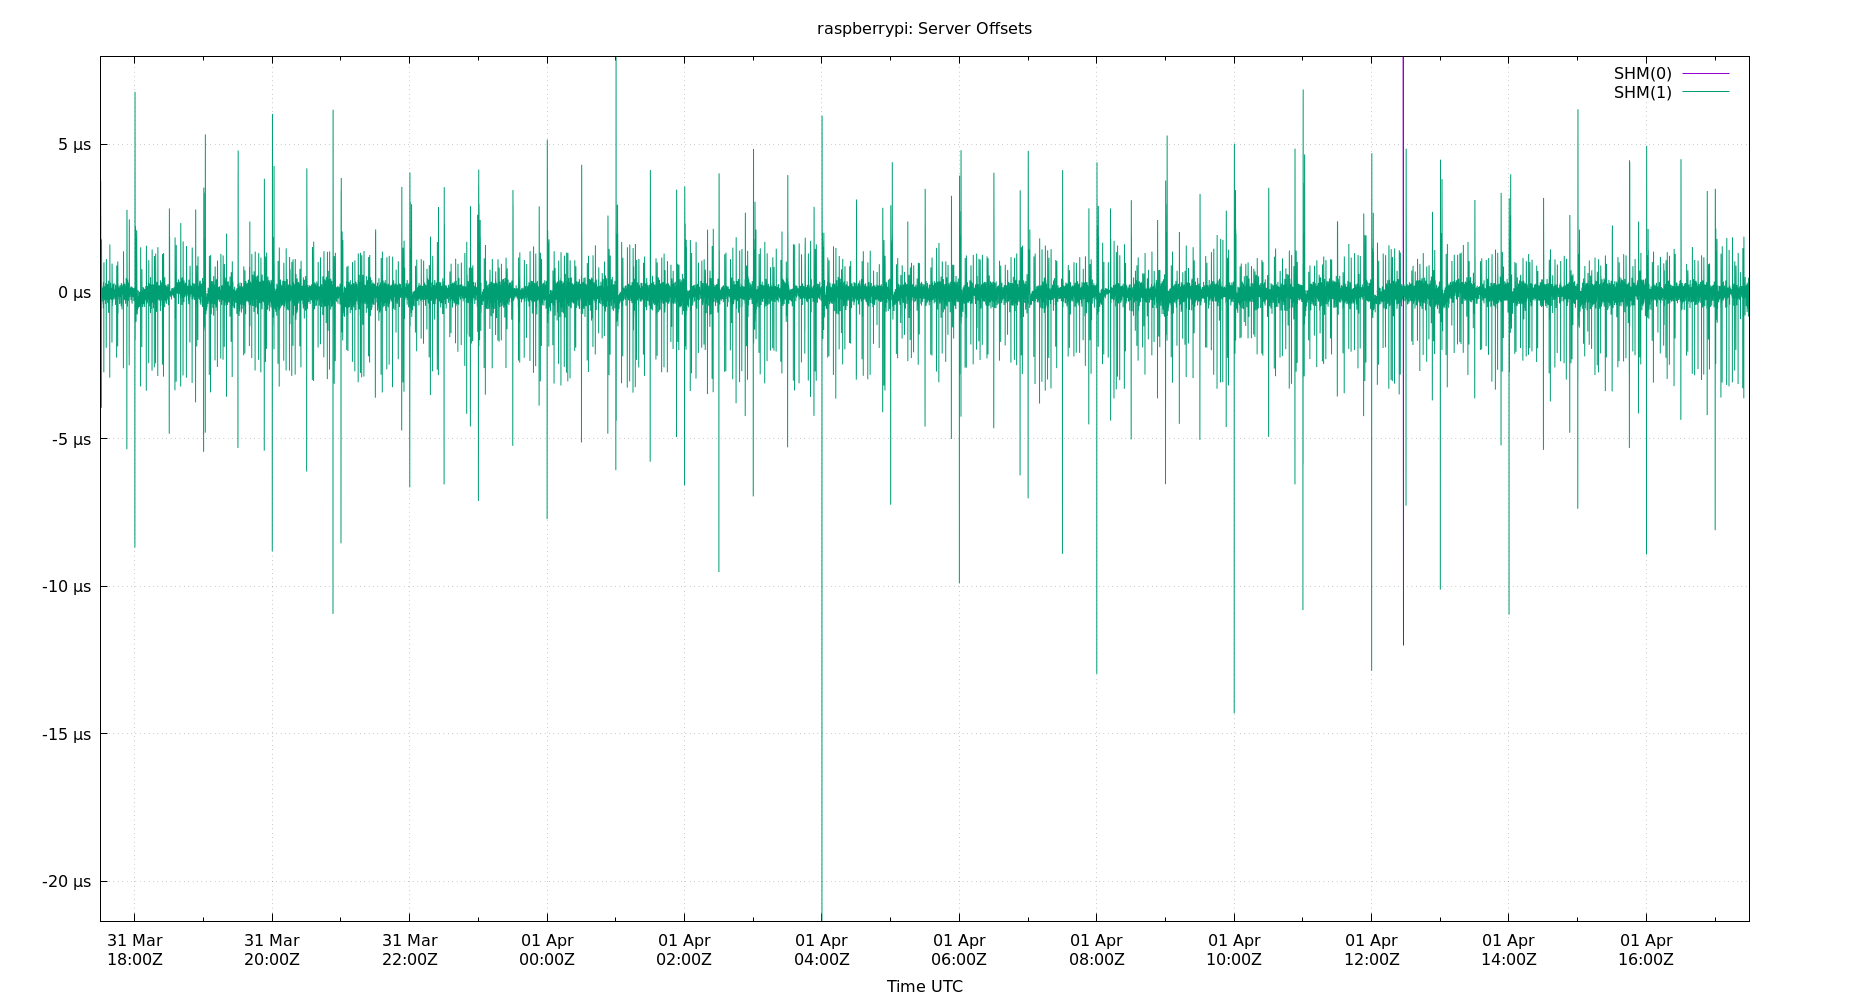 raspberrypi: Server Offsets
SHM(0)
SHM(1)
5 µs
0 µs
-5 µs
-10 µs
-15 µs
-20 µs
31 Mar 31 Mar 31 Mar 01 Apr 01 Apr 01 Apr 01 Apr 01 Apr 01 Apr 01 Apr 01 Apr 01 Apr
18:00Z 20:00Z 22:00Z 00:00Z 02:00Z 04:00Z 06:00Z 08:00Z 10:00Z 12:00Z 14:00Z 16:00Z
Time UTC